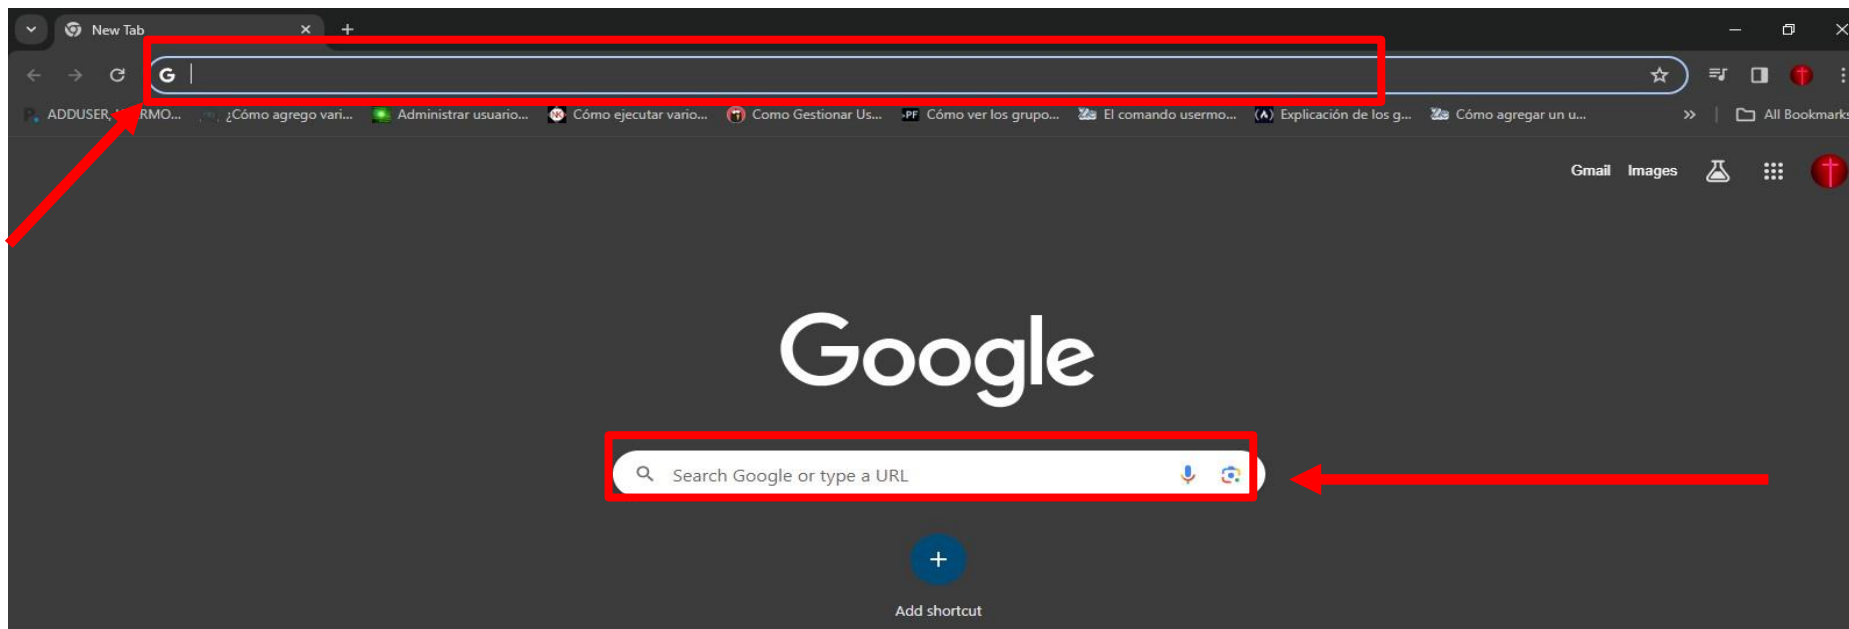 New Tab
G
ADDUSER, RMO... ¿Cómo agrego vari... Administrar usuario... Cómo ejecutar vario... Como Gestionar Us... PF Cómo ver los grupo... El comando usermo... Explicación de los g... Cómo agregar un u... All Bookmarks
Gmail Images
Google
Search Google or type a URL
Add shortcut